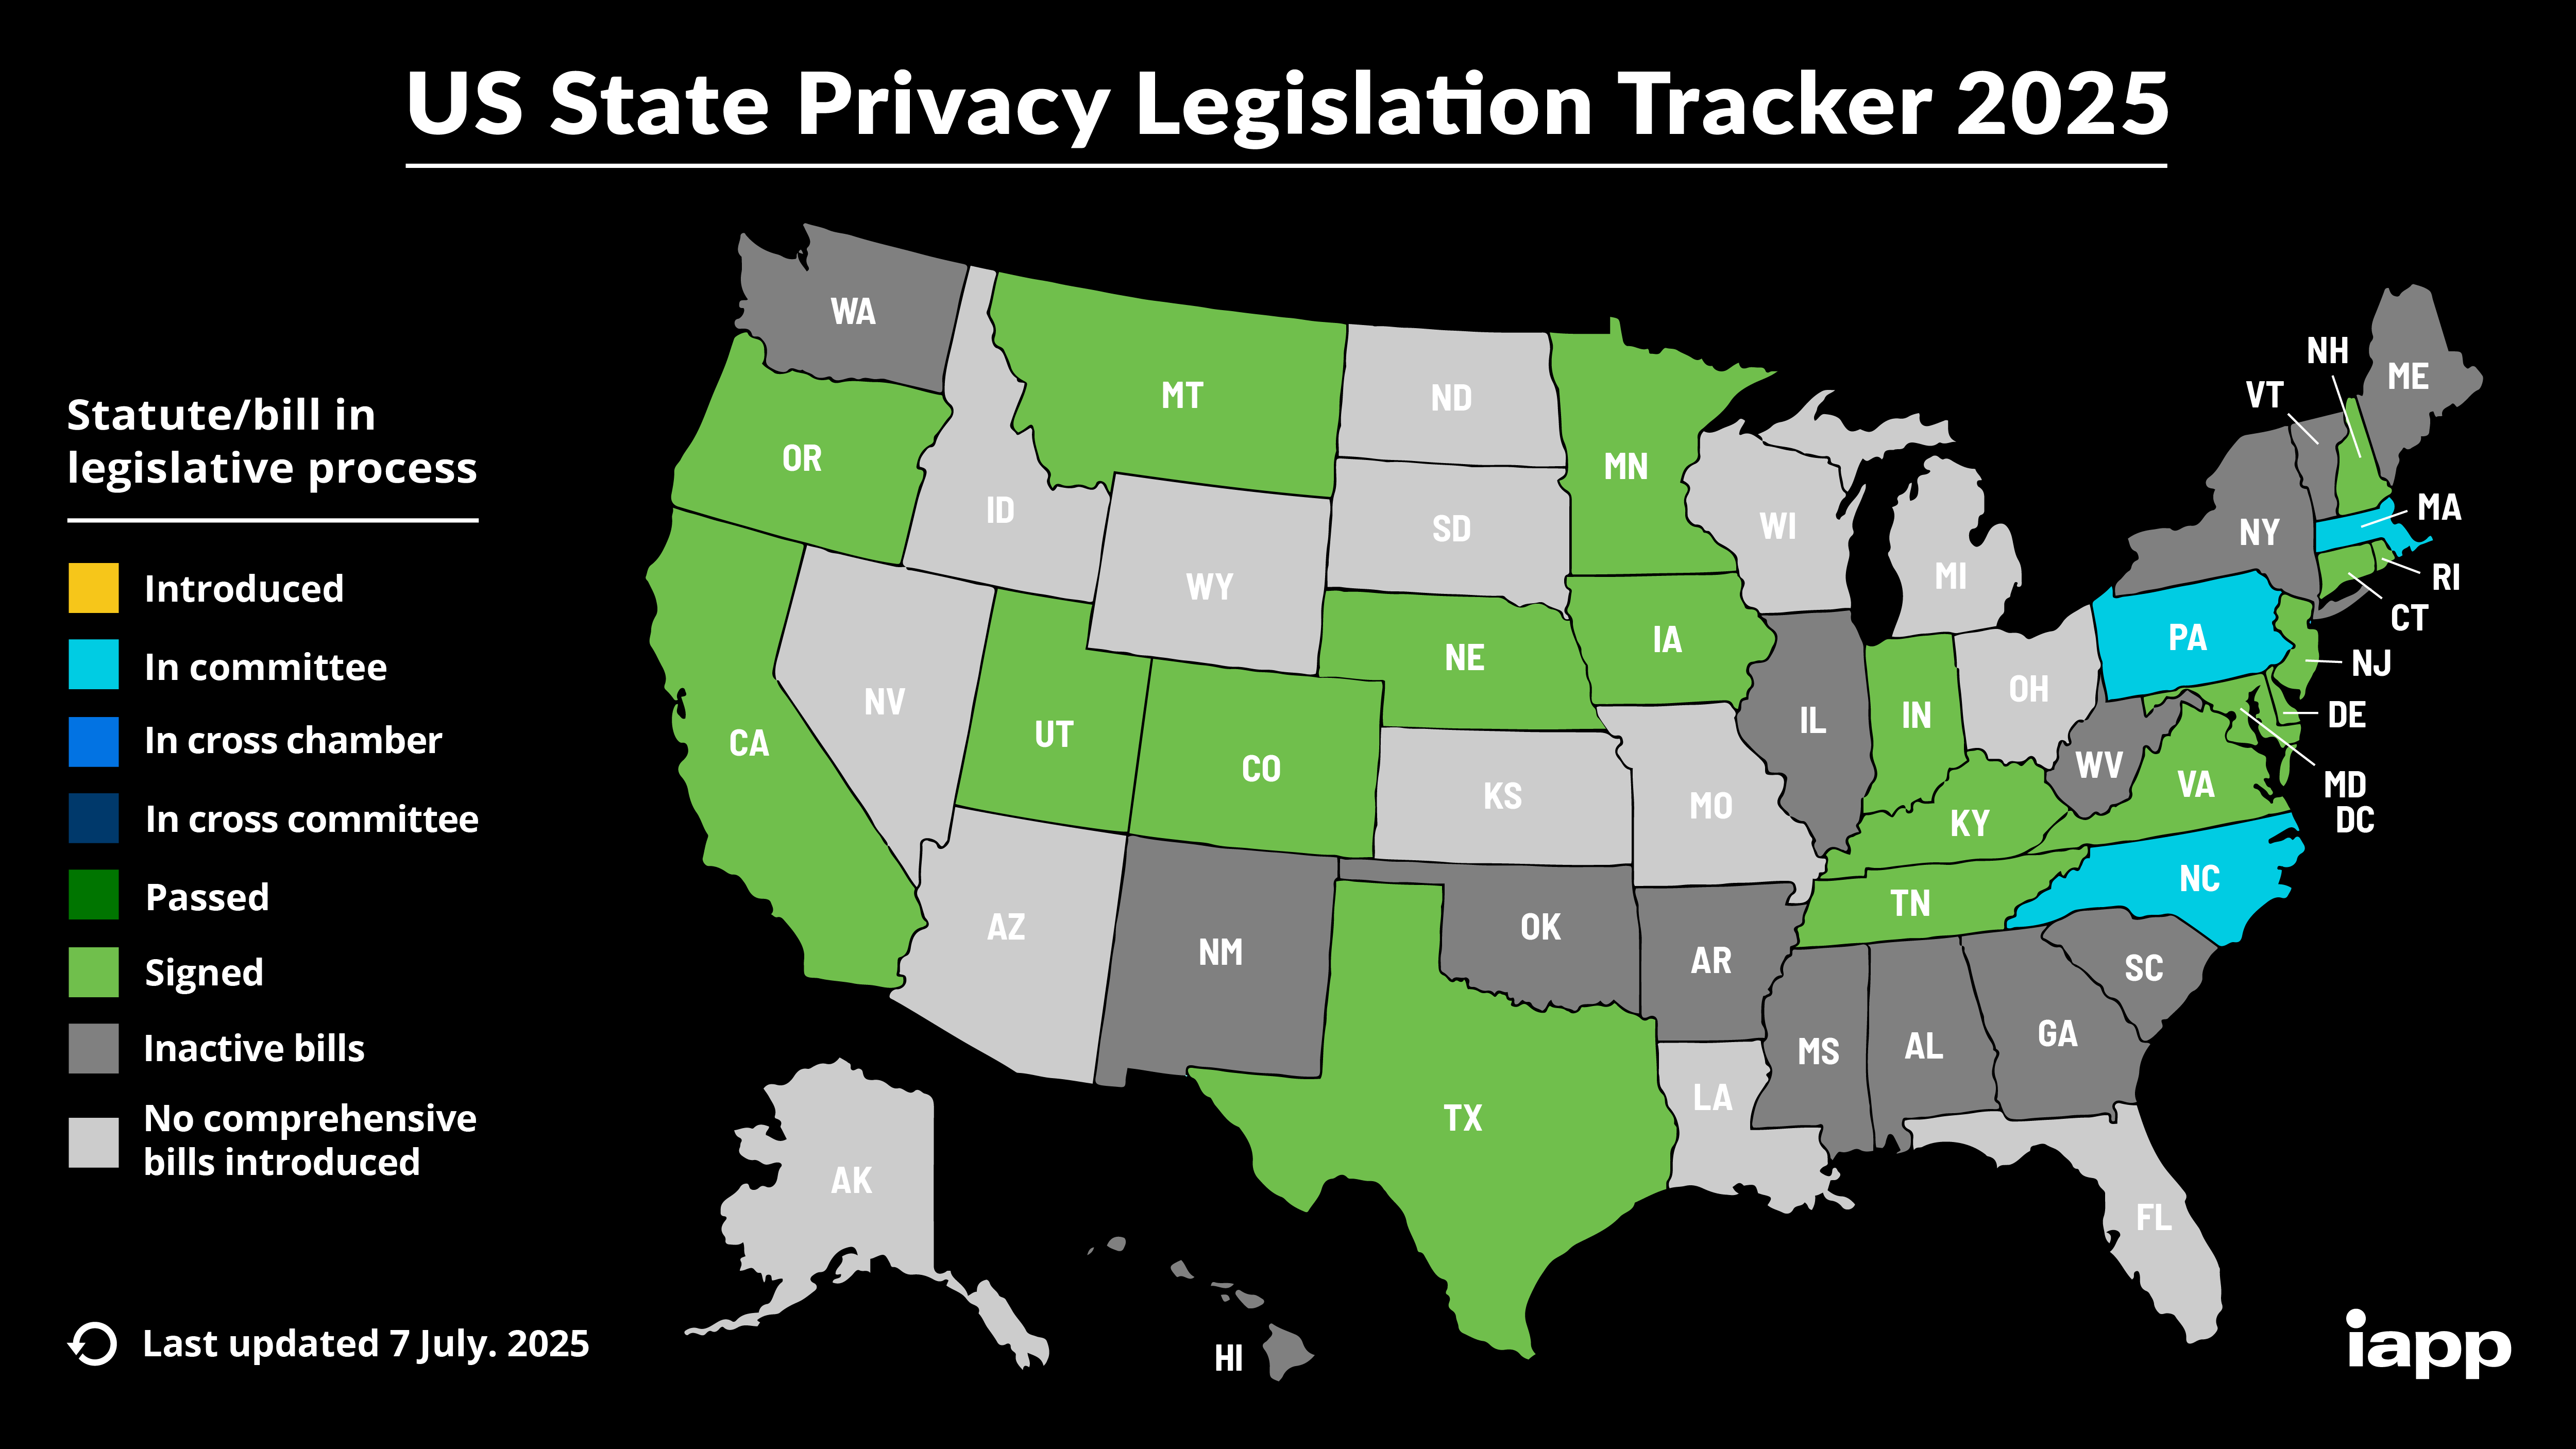 US State Privacy Legislation Tracker 2025
Statute/bill in
legislative process
Introduced
In committee
In cross chamber
In cross committee
Passed
Signed
Inactive bills
No comprehensive
bills introduced
Last updated 7 July. 2025
WA
OR
CA
ID
NV
MT
WY
UT
AZ
CO
NM
ND
SD
NE
KS
OK
TX
MN
IA
MO
AR
LA
WI
IL
MI
IN
OH
KY
TN
MS
AL
GA
FL
SC
NC
VA
WV
PA
NY
VT
NH
ME
MA
RI
CT
NJ
DE
MD
DC
AK
HI
iapp